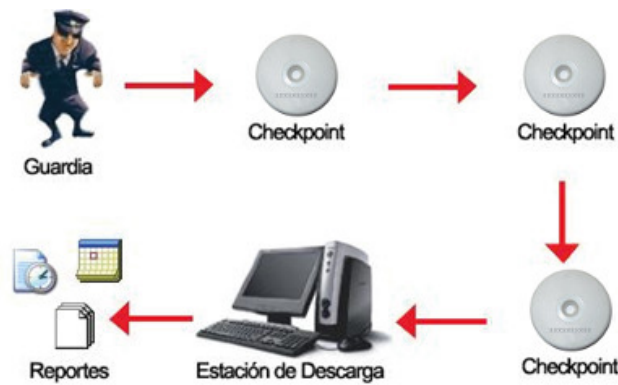 Checkpoint
Checkpoint
Guardia
Reportes
Estación de Descarga
Checkpoint